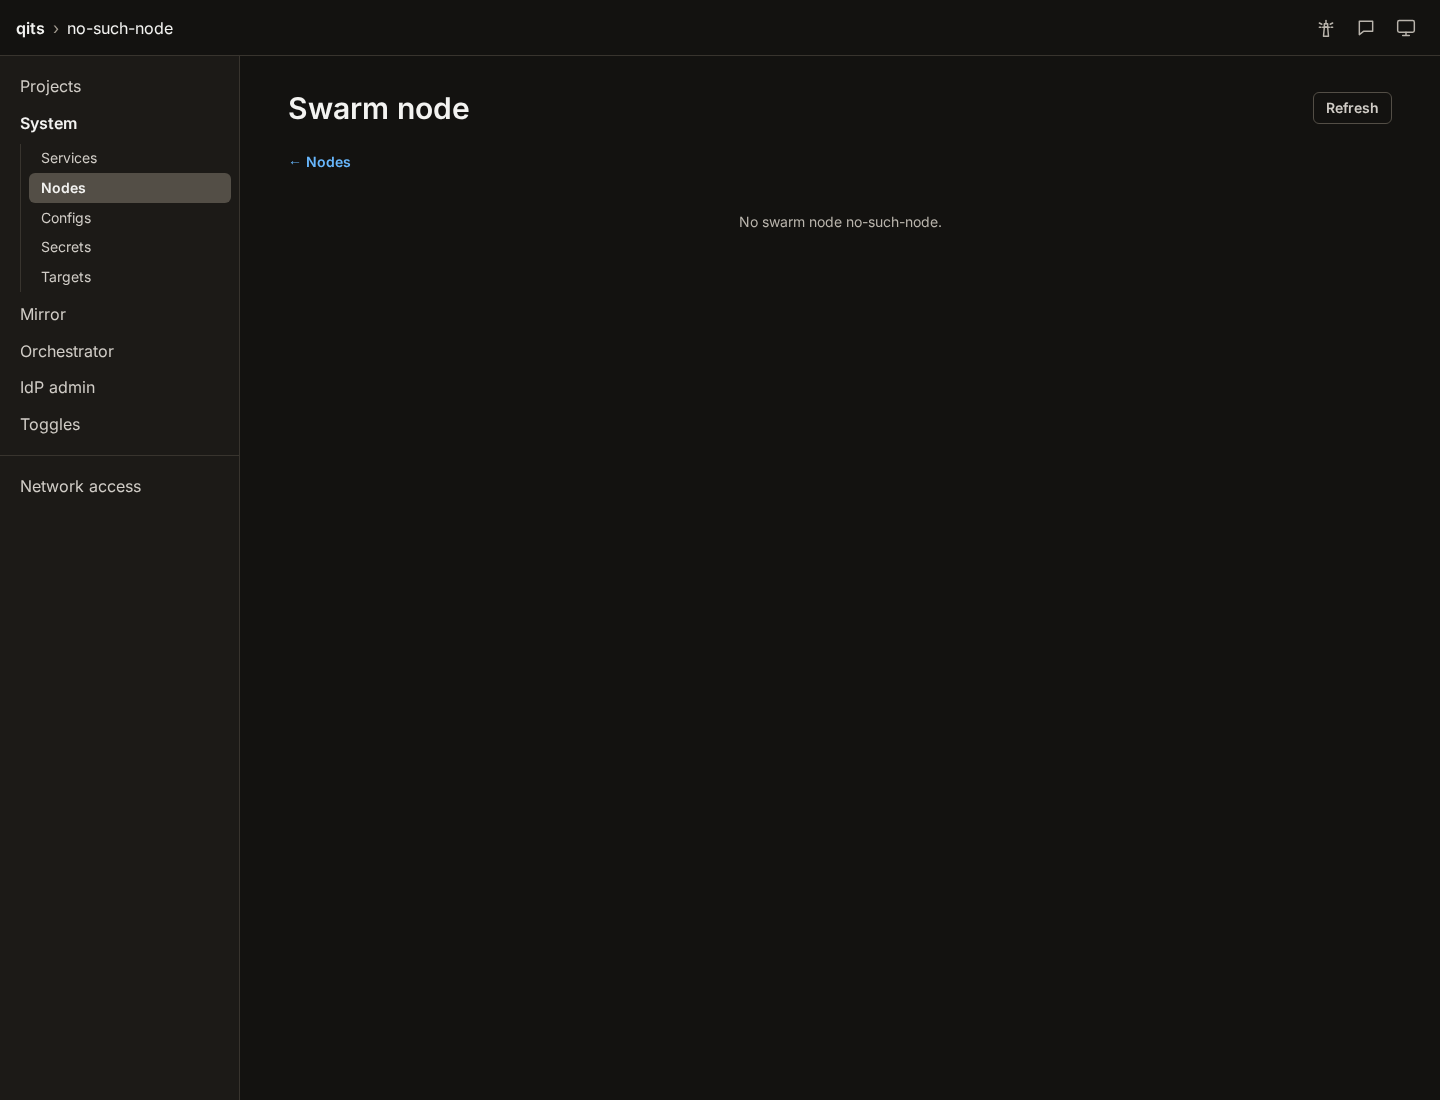 qits › no-such-node
Projects
System
Services
Nodes
Configs
Secrets
Targets
Mirror
Orchestrator
IdP admin
Toggles
Network access
Swarm node
Refresh
← Nodes
No swarm node no-such-node.